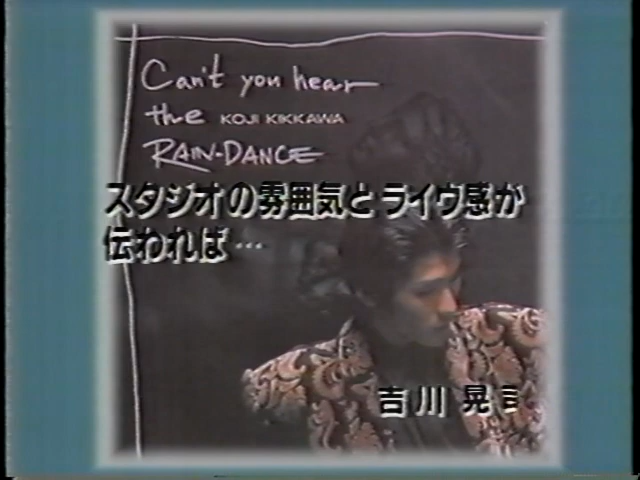 Can't you hear
the KOJI KIKKAWA
RAIN-DANCE
スタジオの雰囲気とライヴ感が
伝われば…
吉川 晃司